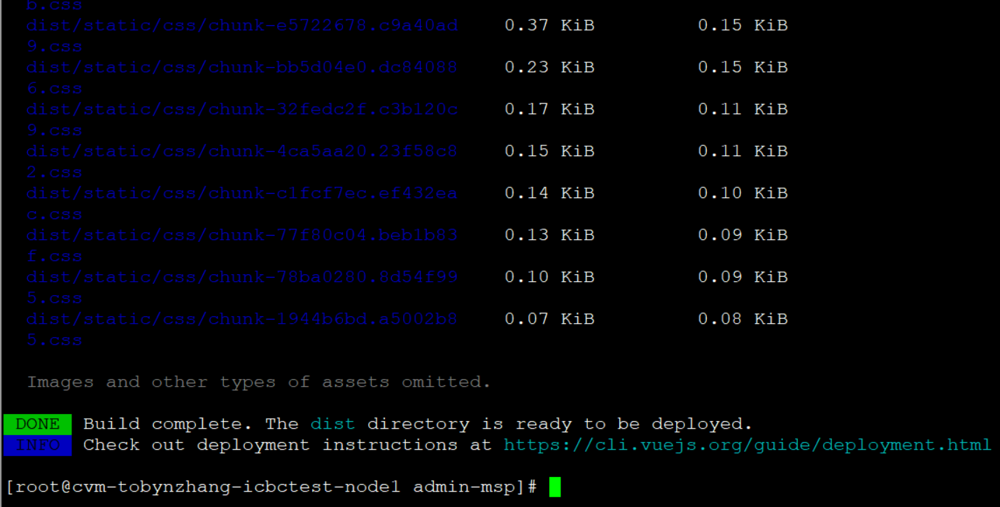 b.css
dist/static/css/chunk-e5722678.c9a40ad 0.37 KiB 0.15 KiB
9.css
dist/static/css/chunk-bb5d04e0.dc84088 0.23 KiB 0.15 KiB
6.css
dist/static/css/chunk-32fedc2f.c3b120c 0.17 KiB 0.11 KiB
9.css
dist/static/css/chunk-4ca5aa20.23f58c8 0.15 KiB 0.11 KiB
2.css
dist/static/css/chunk-c1fcf7ec.ef432ea 0.14 KiB 0.10 KiB
c.css
dist/static/css/chunk-77f80c04.beb1b83 0.13 KiB 0.09 KiB
f.css
dist/static/css/chunk-78ba0280.8d54f99 0.10 KiB 0.09 KiB
5.css
dist/static/css/chunk-1944b6bd.a5002b8 0.07 KiB 0.08 KiB
5.css
Images and other types of assets omitted.
DONE Build complete. The dist directory is ready to be deployed.
INFO Check out deployment instructions at https://cli.vuejs.org/guide/deployment.html
[root@cvm-tobynzhang-icbctest-node1 admin-msp]#